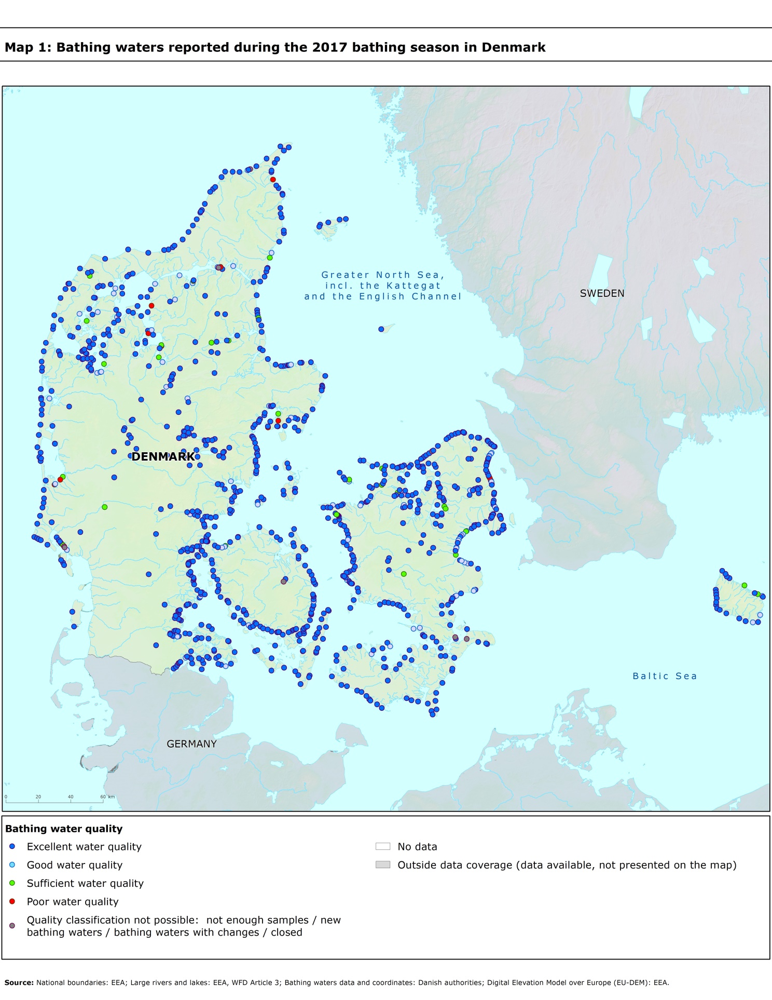 Map 1: Bathing waters reported during the 2017 bathing season in Denmark
Greater North Sea,
incl. the Kattegat
and the English Channel
SWEDEN
DENMARK
Baltic Sea
GERMANY
0 20 40 60 km
Bathing water quality
Excellent water quality
Good water quality
Sufficient water quality
Poor water quality
Quality classification not possible: not enough samples / new
bathing waters / bathing waters with changes / closed
No data
Outside data coverage (data available, not presented on the map)
Source: National boundaries: EEA; Large rivers and lakes: EEA, WFD Article 3; Bathing waters data and coordinates: Danish authorities; Digital Elevation Model over Europe (EU-DEM): EEA.